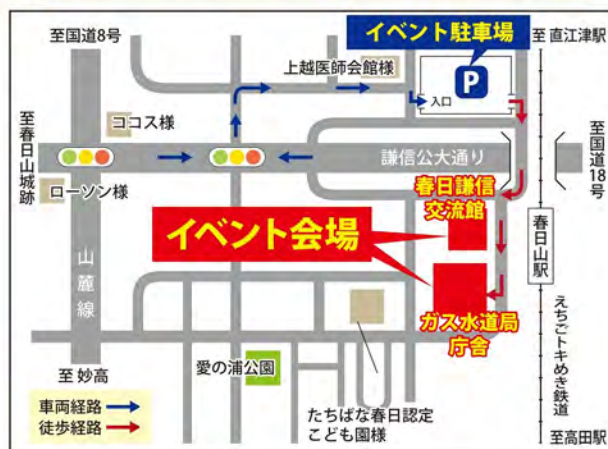 至国道8号
イベント駐車場
至 直江津駅
上越医師会館様
P
入口
ココス様
至春日山城跡
謙信公大通り
至国道18号
ローソン様
春日謙信
交流館
イベント会場
春日山駅
山麓線
ガス水道局
庁舎
えちごトキめき鉄道
愛の浦公園
至 妙高
車両経路
徒歩経路
たちばな春日認定
こども園様
至高田駅